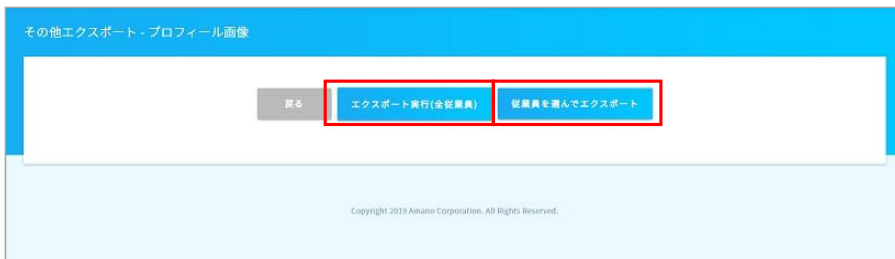 その他エクスポート - プロフィール画像
戻る
エクスポート実行(全従業員)
従業員を選んでエクスポート
Copyright 2019 Amano Corporation. All Rights Reserved.